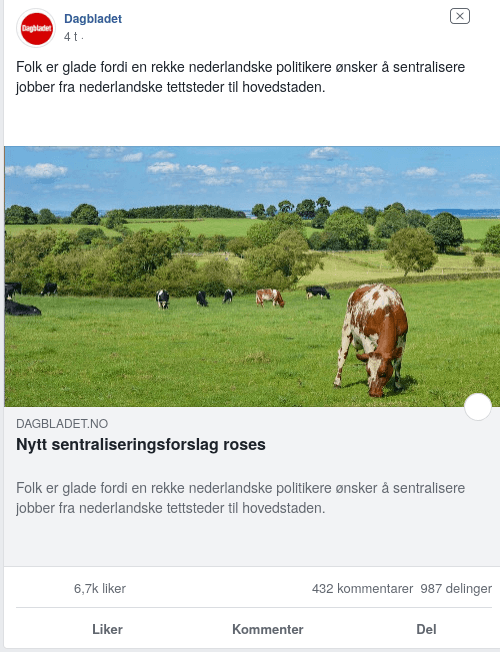 Dagbladet
Dagbladet
4 t ·
Folk er glade fordi en rekke nederlandske politikere ønsker å sentralisere
jobber fra nederlandske tettsteder til hovedstaden.
DAGBLADET.NO
Nytt sentraliseringsforslag roses
Folk er glade fordi en rekke nederlandske politikere ønsker å sentralisere
jobber fra nederlandske tettsteder til hovedstaden.
6,7k liker 432 kommentarer 987 delinger
Liker Kommenter Del